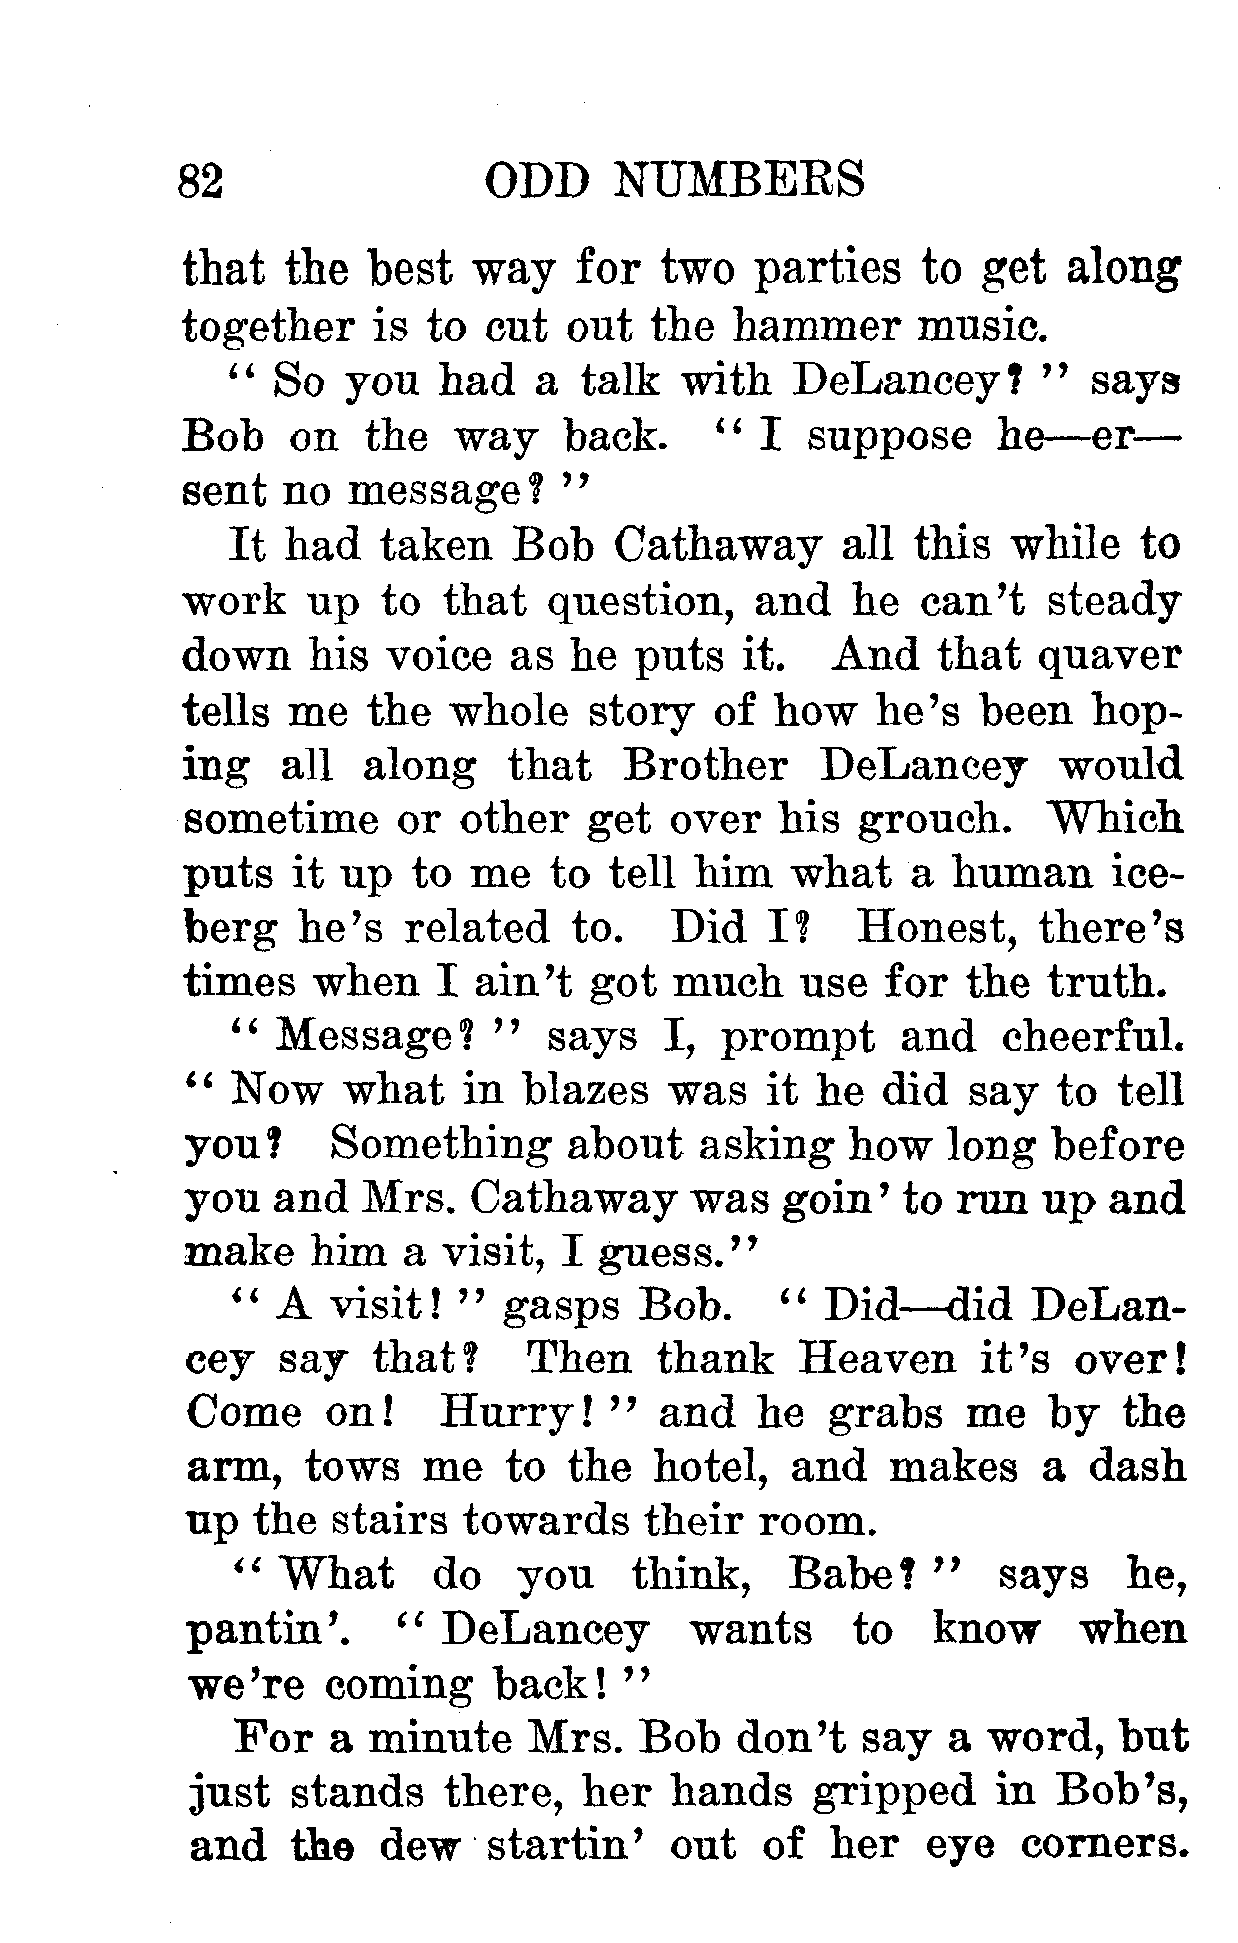 82 ODD NUMBERS
that the best way for two parties to get along
together is to cut out the hammer music.
“ So you had a talk with DeLancey? ” says
Bob on the way back. “ I suppose he—er—
sent no message? ”
It had taken Bob Cathaway all this while to
work up to that question, and he can’t steady
down his voice as he puts it. And that quaver
tells me the whole story of how he’s been hop-
ing all along that Brother DeLancey would
sometime or other get over his grouch. Which
puts it up to me to tell him what a human ice-
berg he’s related to. Did I? Honest, there’s
times when I ain’t got much use for the truth.
“ Message? ” says I, prompt and cheerful.
“ Now what in blazes was it he did say to tell
you? Something about asking how long before
you and Mrs. Cathaway was goin’ to run up and
make him a visit, I guess.”
“ A visit! ” gasps Bob. “ Did—did DeLan-
cey say that? Then thank Heaven it’s over!
Come on! Hurry! ” and he grabs me by the
arm, tows me to the hotel, and makes a dash
up the stairs towards their room.
“ What do you think, Babe? ” says he,
pantin’. “ DeLancey wants to know when
we’re coming back! ”
For a minute Mrs. Bob don’t say a word, but
just stands there, her hands gripped in Bob’s,
and the dew startin’ out of her eye corners.